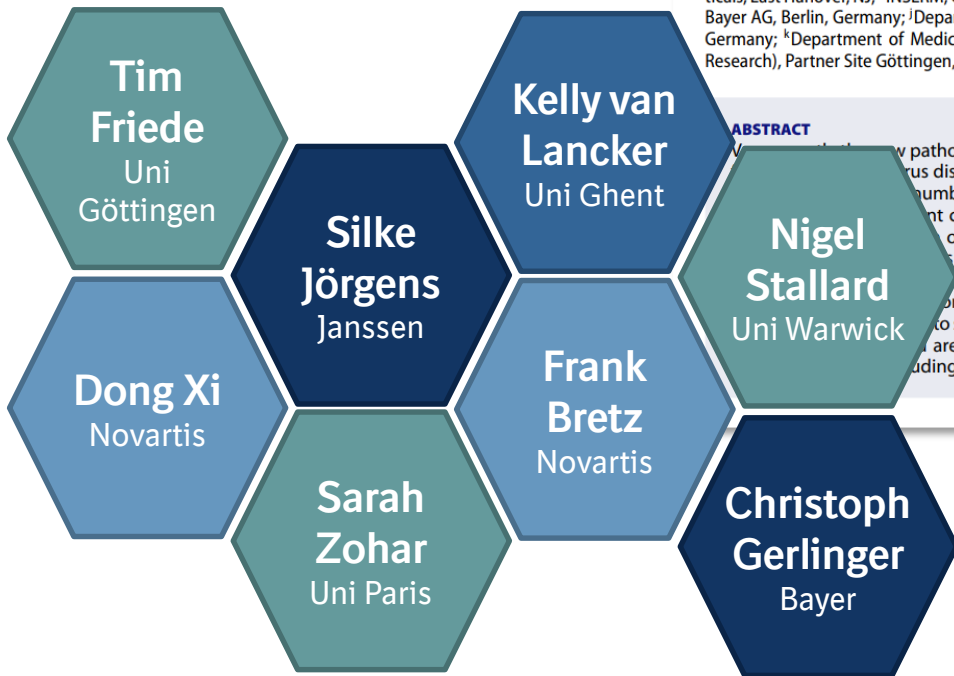 Bayer AG, Berlin, Germany;
Germany; ᵏDepartment of Medic
Research), Partner Site Göttingen,
ABSTRACT
Tim
Friede
Uni
Göttingen
Kelly van
Lancker
Uni Ghent
Silke
Jörgens
Janssen
Nigel
Stallard
Uni Warwick
Dong Xi
Novartis
Frank
Bretz
Novartis
Sarah
Zohar
Uni Paris
Christoph
Gerlinger
Bayer